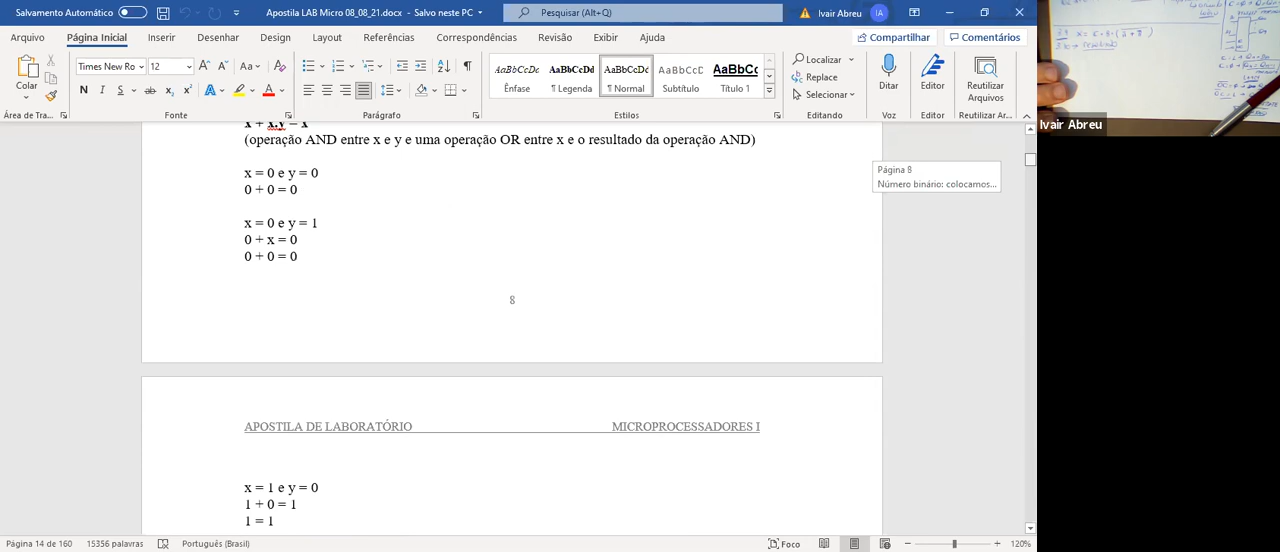 Salvamento Automático
Apostila LAB Micro 08_08_21.docx - Salvo neste PC
Pesquisar (Alt+Q)
Ivair Abreu
IA
Arquivo
Página Inicial
Inserir
Desenhar
Design
Layout
Referências
Correspondências
Revisão
Exibir
Ajuda
Compartilhar
Comentários
Colar
Times New Ro
12
Área de Tra...
Fonte
Parágrafo
AaBbCcDc
Ênfase
AaBbCcDd
¶ Legenda
AaBbCcDc
¶ Normal
AaBbCcD
Subtítulo
AaBbCc
Título 1
Estilos
Localizar
Replace
Selecionar
Editando
Ditar
Voz
Editor
Editor
Reutilizar
Arquivos
Reutilizar Ar...
Ivair Abreu
x + x.y = x
(operação AND entre x e y e uma operação OR entre x e o resultado da operação AND)
x = 0 e y = 0
0 + 0 = 0
x = 0 e y = 1
0 + x = 0
0 + 0 = 0
8
Página 8
Número binário: colocamos...
APOSTILA DE LABORATÓRIO MICROPROCESSADORES I
x = 1 e y = 0
1 + 0 = 1
1 = 1
Página 14 de 160
15356 palavras
Português (Brasil)
Foco
120%